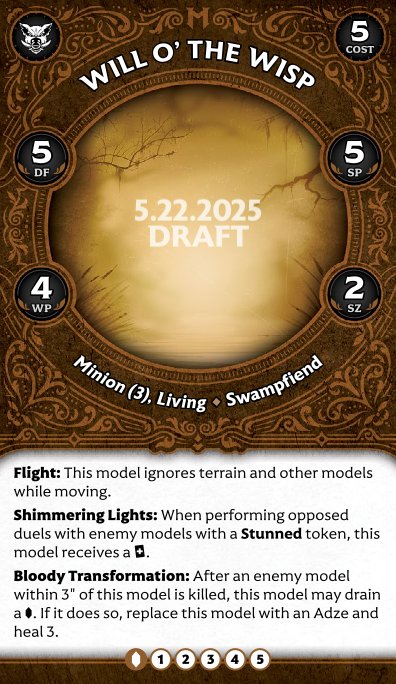 WILL O' THE WISP
5
COST
5
DF
5
SP
5.22.2025
DRAFT
4
WP
2
SZ
Minion (3), Living ◆ Swampfiend
Flight: This model ignores terrain and other models
while moving.
Shimmering Lights: When performing opposed
duels with enemy models with a Stunned token, this
model receives a .
Bloody Transformation: After an enemy model
within 3" of this model is killed, this model may drain
a . If it does so, replace this model with an Adze and
heal 3.
1 2 3 4 5